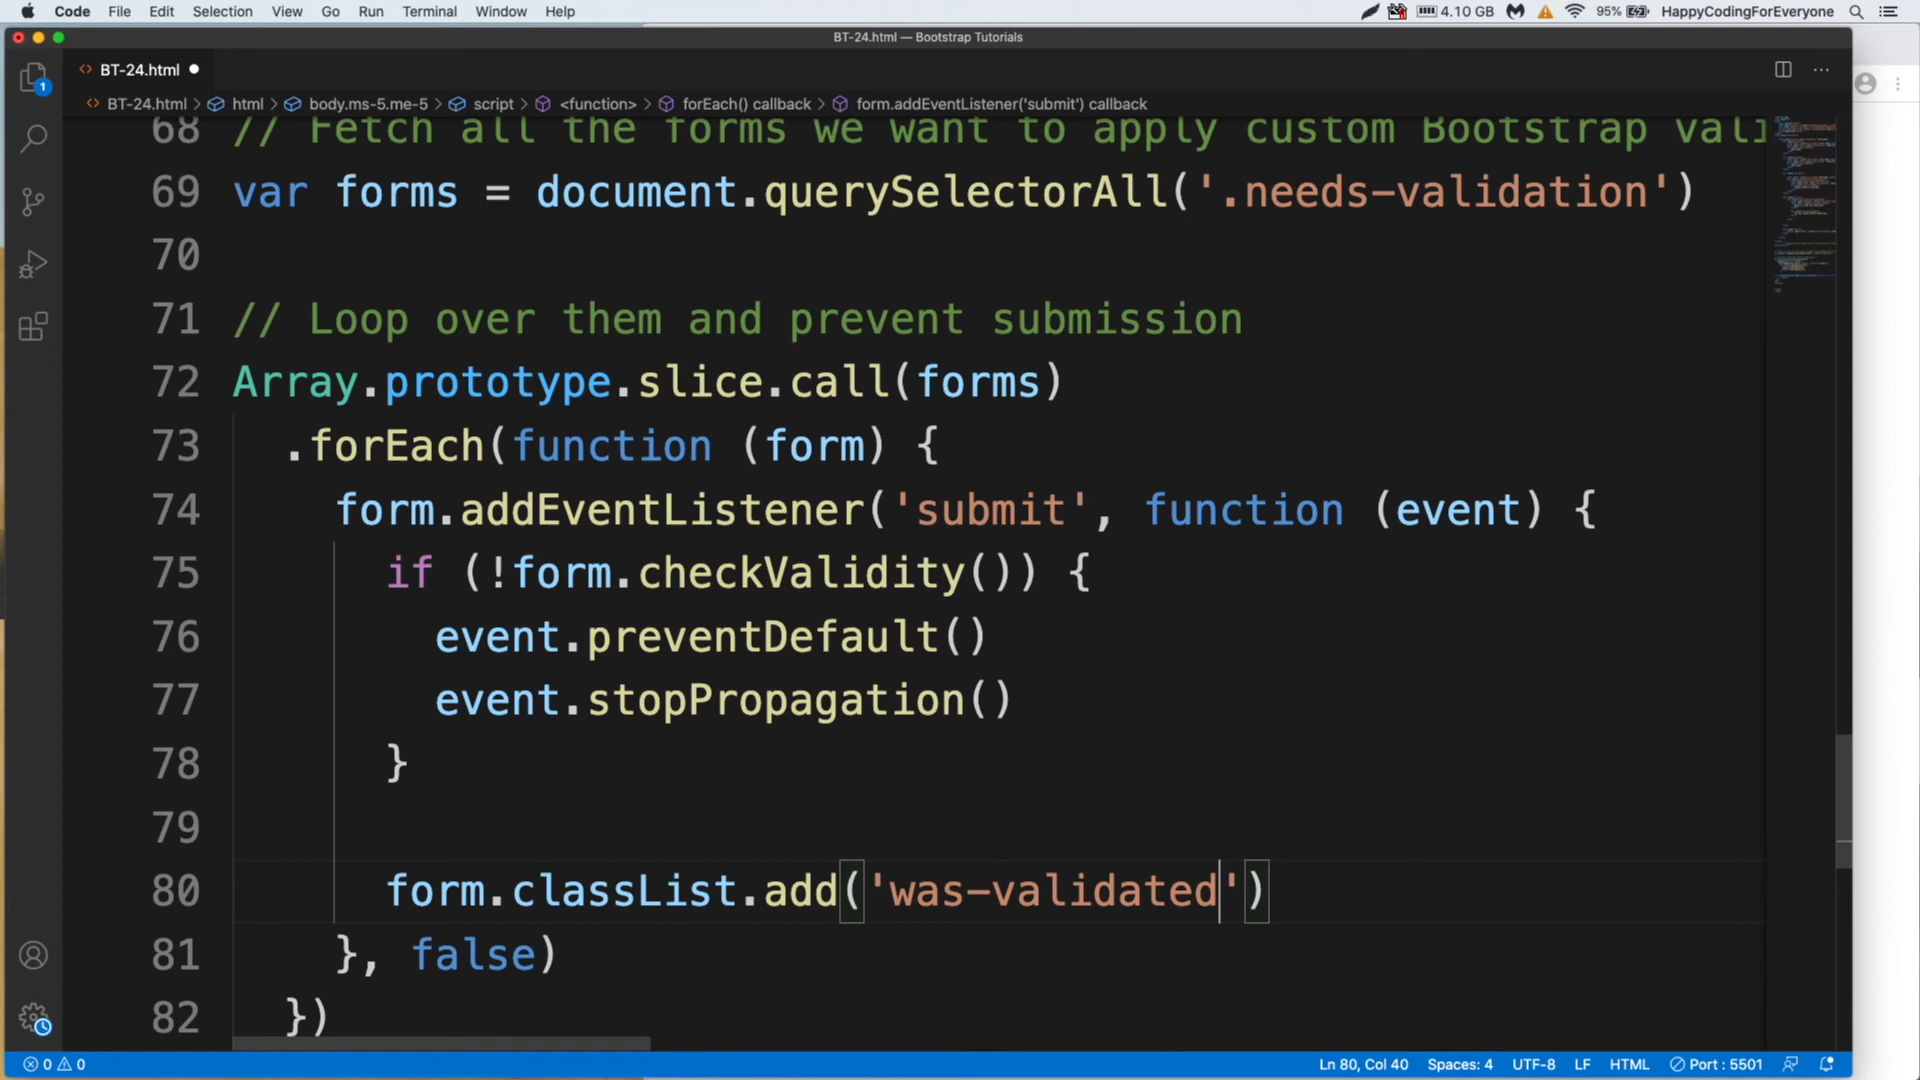 Code File Edit Selection View Go Run Terminal Window Help 4.10 GB 95% HappyCodingForEveryone
BT-24.html — Bootstrap Tutorials
1 BT-24.html
BT-24.html > html > body.ms-5.me-5 > script > <function> > forEach() callback > form.addEventListener('submit') callback
68 // Fetch all the forms we want to apply custom Bootstrap vali
69 var forms = document.querySelectorAll('.needs-validation')
70
71 // Loop over them and prevent submission
72 Array.prototype.slice.call(forms)
73 .forEach(function (form) {
74 form.addEventListener('submit', function (event) {
75 if (!form.checkValidity()) {
76 event.preventDefault()
77 event.stopPropagation()
78 }
79
80 form.classList.add('was-validated')
81 }, false)
82 })
0 0 Ln 80, Col 40 Spaces: 4 UTF-8 LF HTML Port : 5501